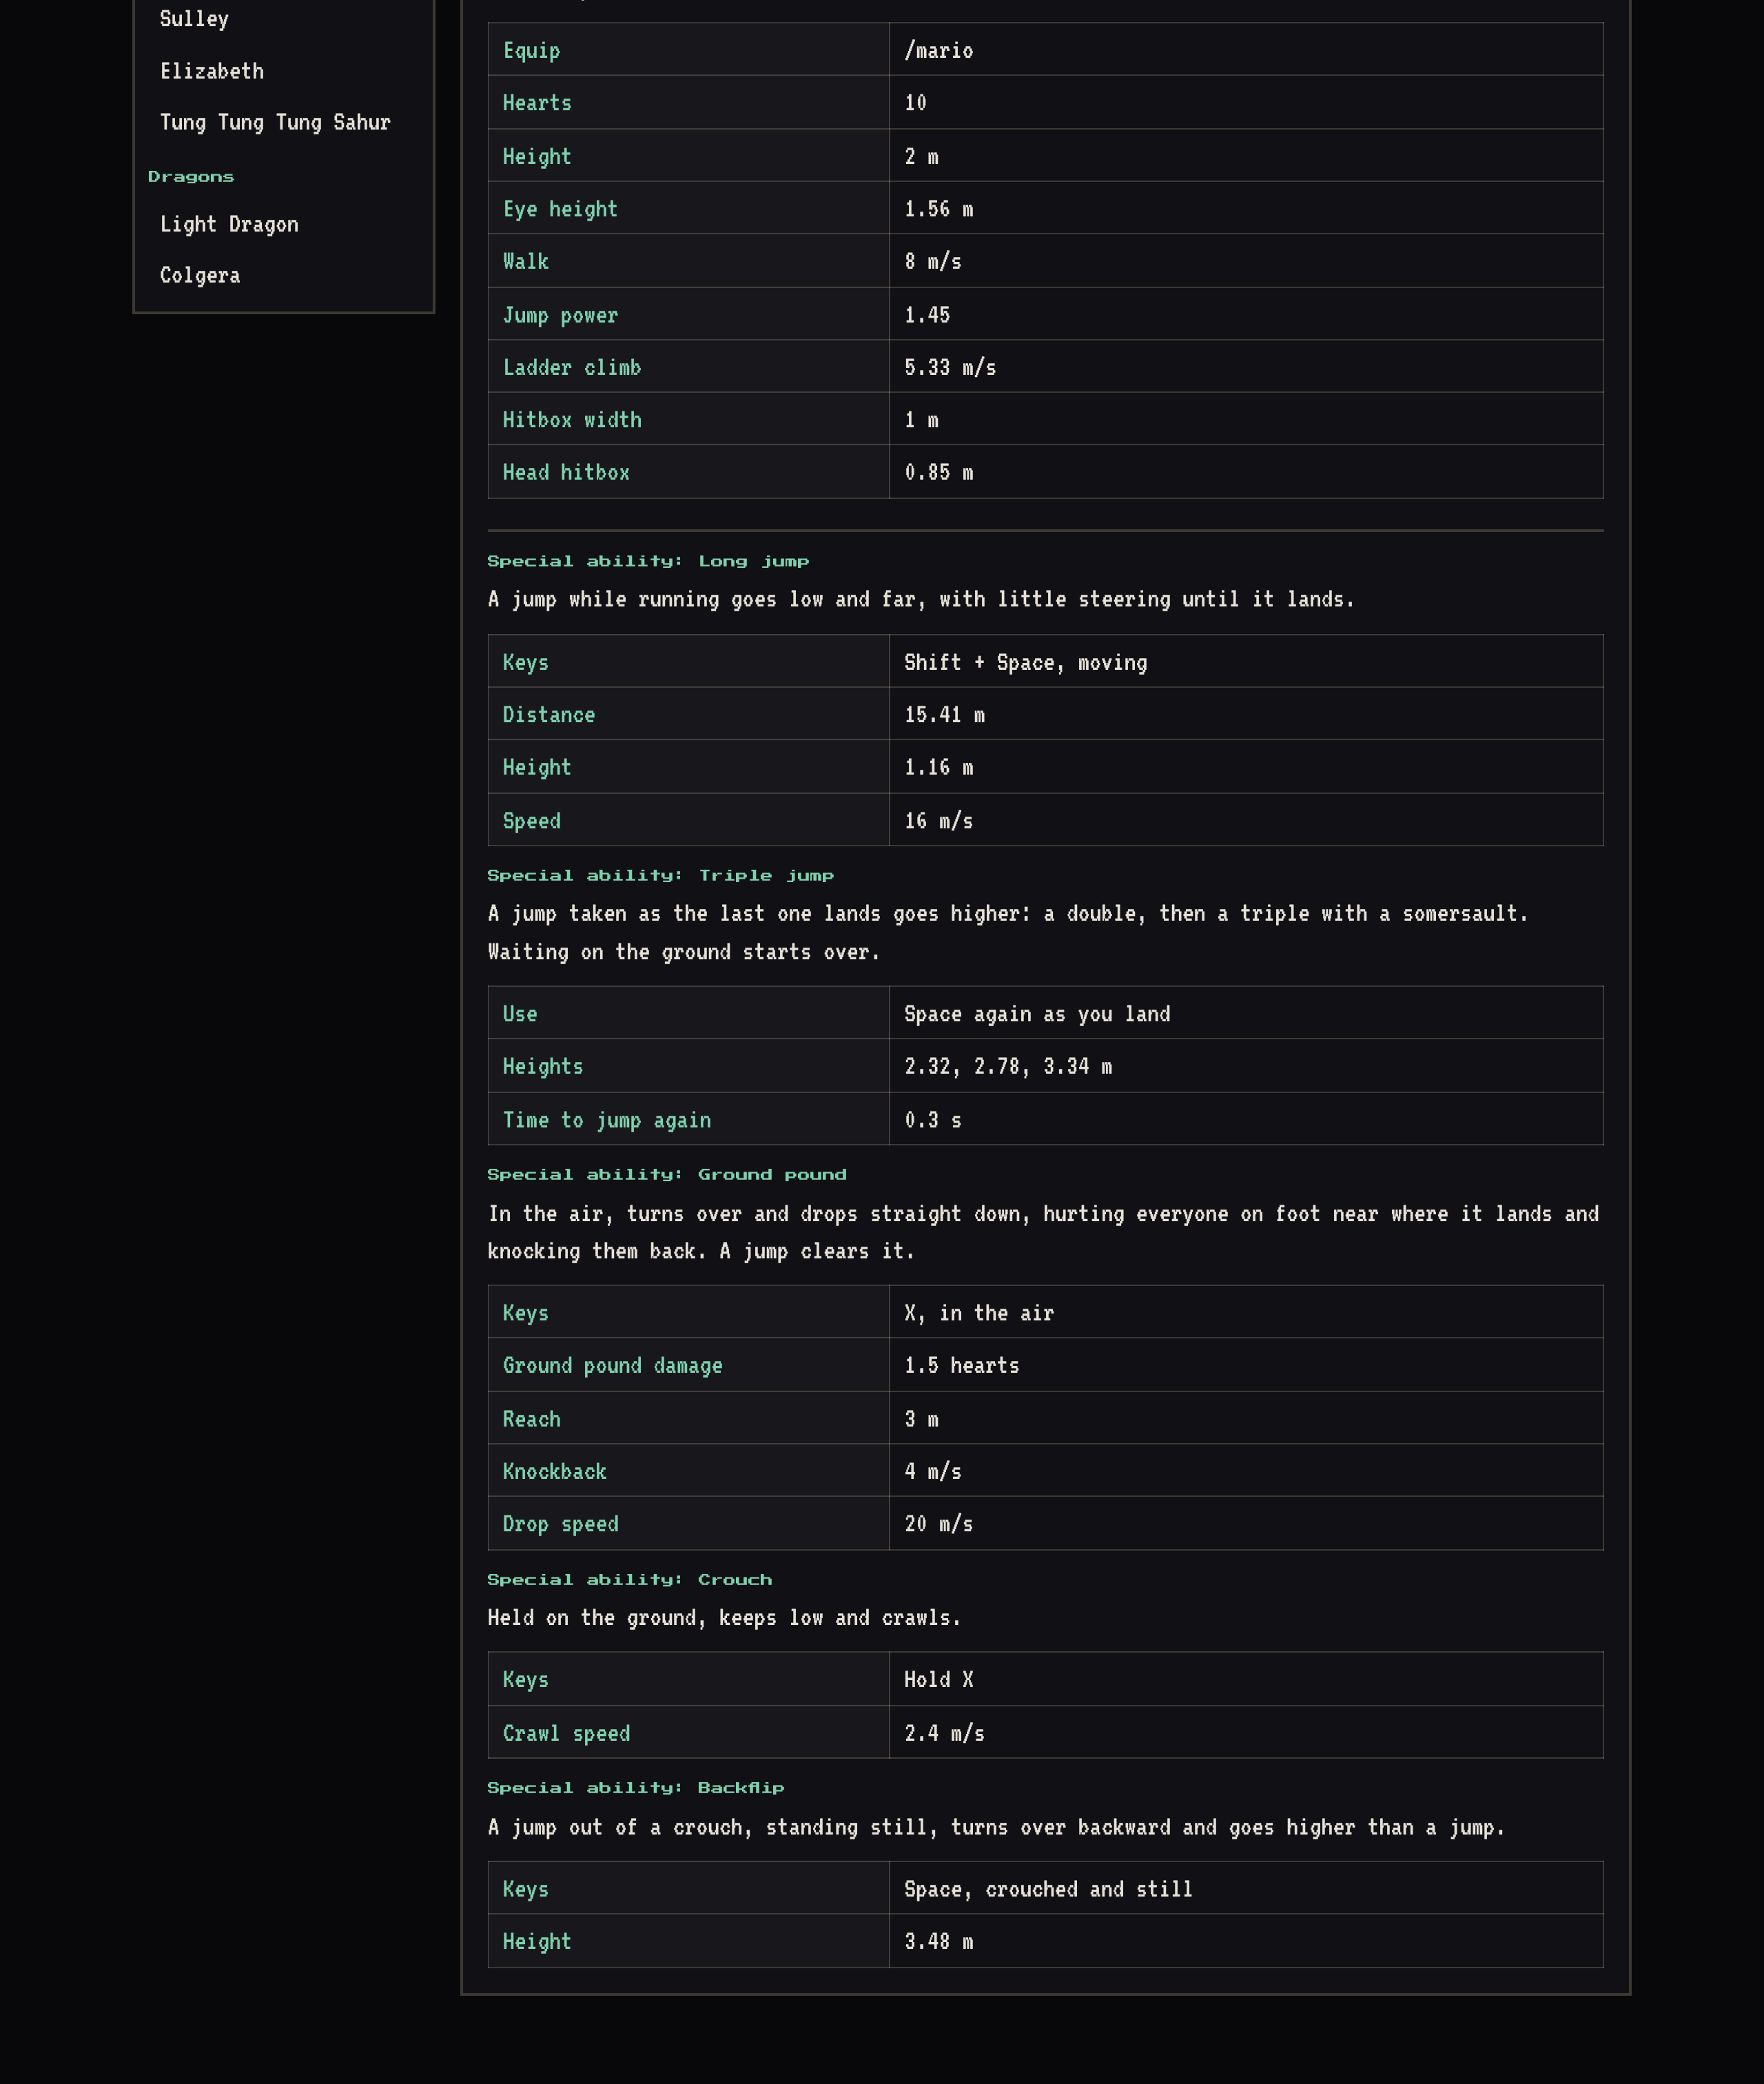 Sulley
Elizabeth
Tung Tung Tung Sahur
Dragons
Light Dragon
Colgera
Equip /mario
Hearts 10
Height 2 m
Eye height 1.56 m
Walk 8 m/s
Jump power 1.45
Ladder climb 5.33 m/s
Hitbox width 1 m
Head hitbox 0.85 m
Special ability: Long jump
A jump while running goes low and far, with little steering until it lands.
Keys Shift + Space, moving
Distance 15.41 m
Height 1.16 m
Speed 16 m/s
Special ability: Triple jump
A jump taken as the last one lands goes higher: a double, then a triple with a somersault.
Waiting on the ground starts over.
Use Space again as you land
Heights 2.32, 2.78, 3.34 m
Time to jump again 0.3 s
Special ability: Ground pound
In the air, turns over and drops straight down, hurting everyone on foot near where it lands and
knocking them back. A jump clears it.
Keys X, in the air
Ground pound damage 1.5 hearts
Reach 3 m
Knockback 4 m/s
Drop speed 20 m/s
Special ability: Crouch
Held on the ground, keeps low and crawls.
Keys Hold X
Crawl speed 2.4 m/s
Special ability: Backflip
A jump out of a crouch, standing still, turns over backward and goes higher than a jump.
Keys Space, crouched and still
Height 3.48 m